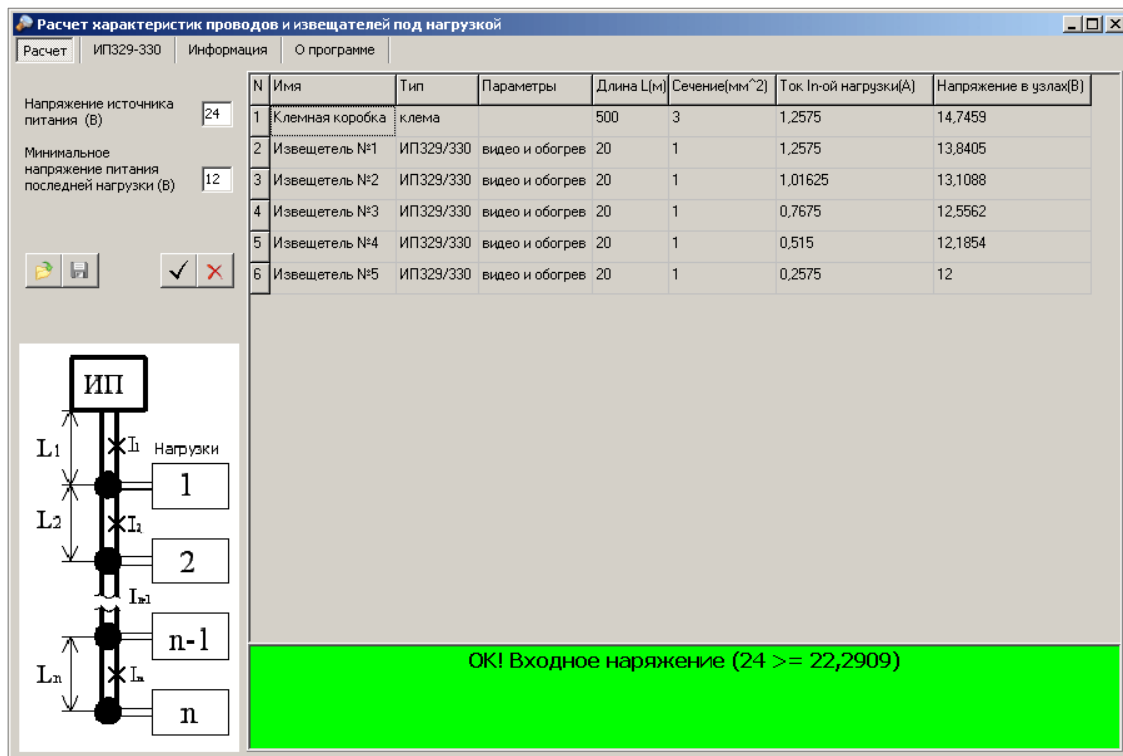 Расчет характеристик проводов и извещателей под нагрузкой
Расчет ИП329-330 Информация О программе
Напряжение источника
питания (В)
24
Минимальное
напряжение питания
последней нагрузки (В)
12
N Имя Тип Параметры Длина L(м) Сечение(мм^2) Ток In-ой нагрузки(А) Напряжение в узлах(В)
1 Клемная коробка клема 500 3 1,2575 14,7459
2 Извещетель №1 ИП329/330 видео и обогрев 20 1 1,2575 13,8405
3 Извещетель №2 ИП329/330 видео и обогрев 20 1 1,01625 13,1088
4 Извещетель №3 ИП329/330 видео и обогрев 20 1 0,7675 12,5562
5 Извещетель №4 ИП329/330 видео и обогрев 20 1 0,515 12,1854
6 Извещетель №5 ИП329/330 видео и обогрев 20 1 0,2575 12
ИП
L1 I1 Нагрузки
1
L2 I2
2
In-1
n-1
Ln In
n
OK! Входное наряжение (24 >= 22,2909)